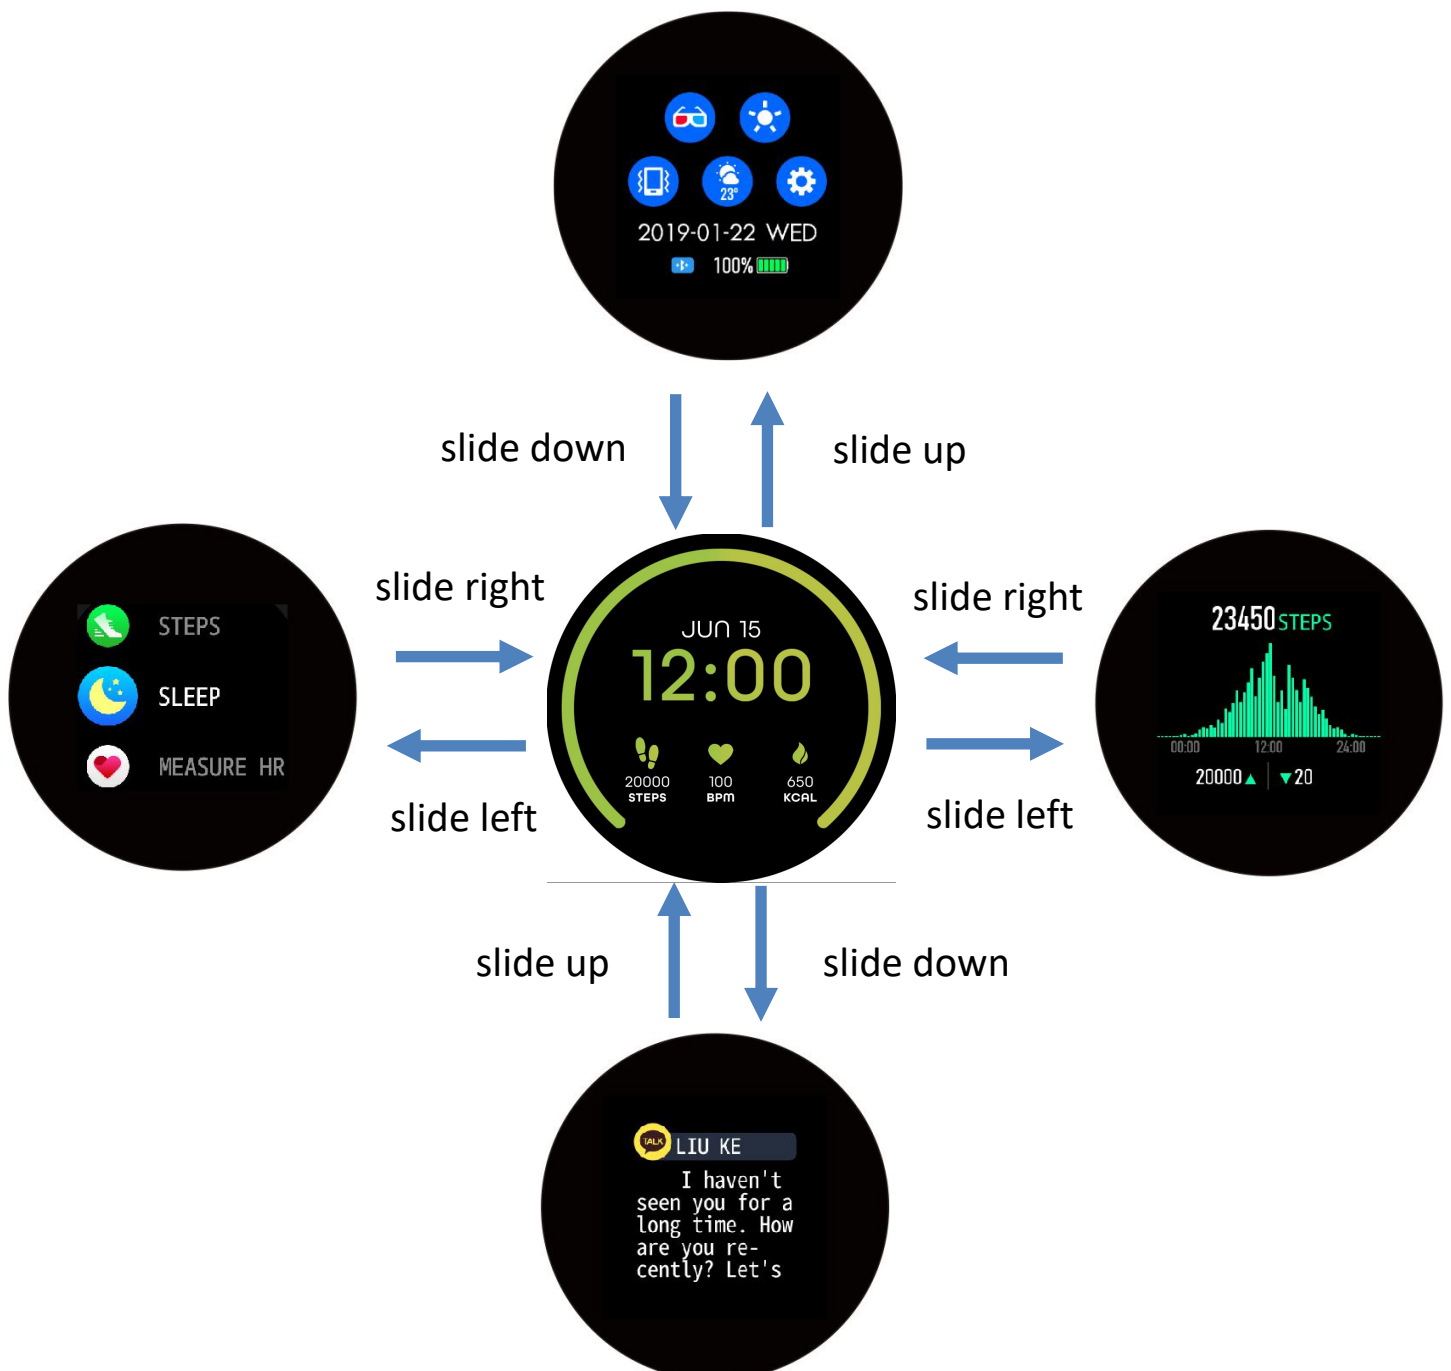 23°
2019-01-22 WED
100%
slide down
slide up
slide right
slide left
STEPS
SLEEP
MEASURE HR
JUN 15
12:00
20000 100 650
STEPS BPM KCAL
slide right
slide left
23450 STEPS
00:00 12:00 24:00
20000 20
slide up
slide down
TALK
LIU KE
I haven't
seen you for a
long time. How
are you re-
cently? Let's